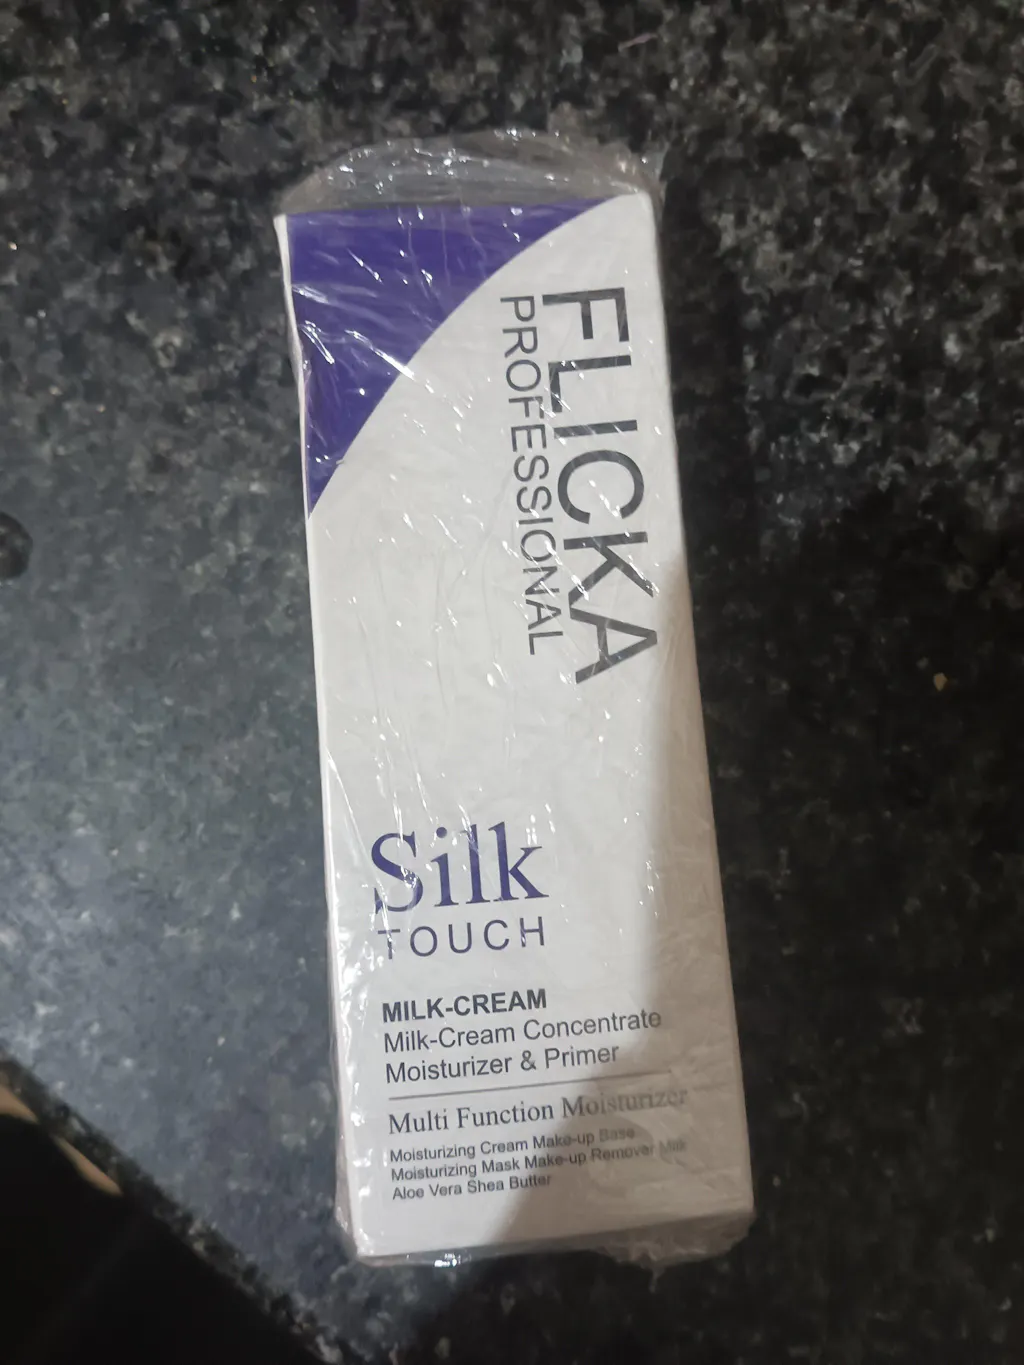 FLICKA
PROFESSIONAL
Silk
TOUCH
MILK-CREAM
Milk-Cream Concentrate
Moisturizer & Primer
Multi Function Moisturizer
Moisturizing Cream Make-up Base
Moisturizing Mask Make-up Remover Milk
Aloe Vera Shea Butter